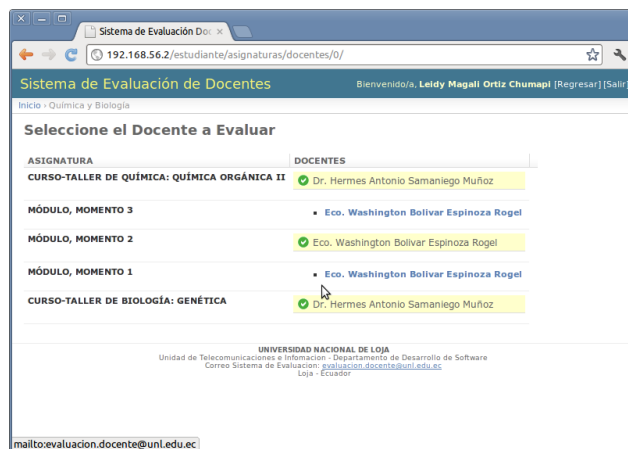 Sistema de Evaluación Do
192.168.56.2/estudiante/asignaturas/docentes/0/
Sistema de Evaluación de Docentes
Bienvenido/a, Leidy Magali Ortiz Chumapi [Regresar] [Salir]
Inicio › Química y Biología
Seleccione el Docente a Evaluar
ASIGNATURA DOCENTES
CURSO-TALLER DE QUÍMICA: QUÍMICA ORGÁNICA II Dr. Hermes Antonio Samaniego Muñoz
MÓDULO, MOMENTO 3 Eco. Washington Bolivar Espinoza Rogel
MÓDULO, MOMENTO 2 Eco. Washington Bolivar Espinoza Rogel
MÓDULO, MOMENTO 1 Eco. Washington Bolivar Espinoza Rogel
CURSO-TALLER DE BIOLOGÍA: GENÉTICA Dr. Hermes Antonio Samaniego Muñoz
UNIVERSIDAD NACIONAL DE LOJA
Unidad de Telecomunicaciones e Infomacion - Departamento de Desarrollo de Software
Correo Sistema de Evaluacion: evaluacion.docente@unl.edu.ec
Loja - Ecuador
mailto:evaluacion.docente@unl.edu.ec